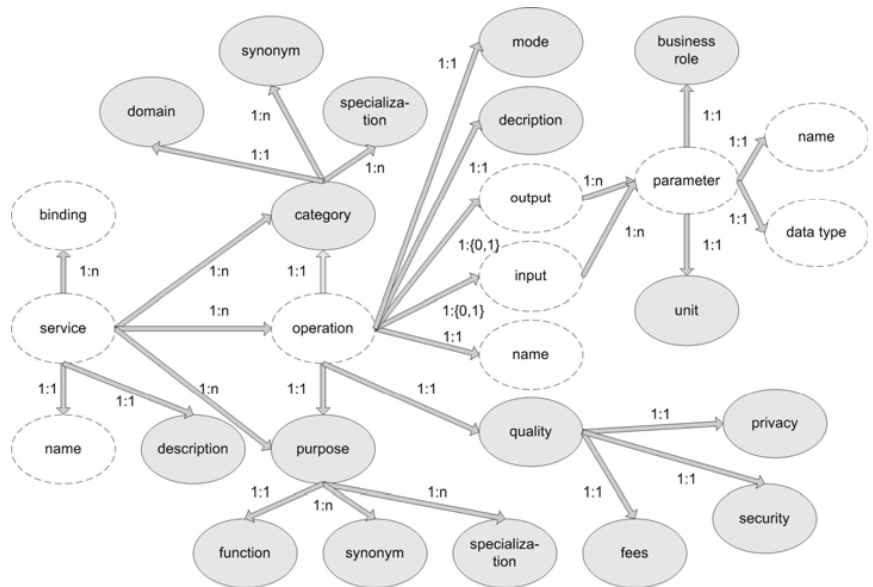 synonym
mode
business
role
1:1
domain
specializa-
tion
1:n
1:1
name
decription
1:1
1:n
1:1
1:n
output
1:n
parameter
binding
category
1:1
data type
1:{0,1}
1:1
1:n
1:n
1:1
input
1:n
1:n
1:{0,1}
unit
service
operation
1:1
name
1:1
1:n
1:1
1:1
1:1
name
description
purpose
quality
1:1
privacy
1:1
1:n
1:n
1:1
1:1
security
function
synonym
specializa-
tion
fees